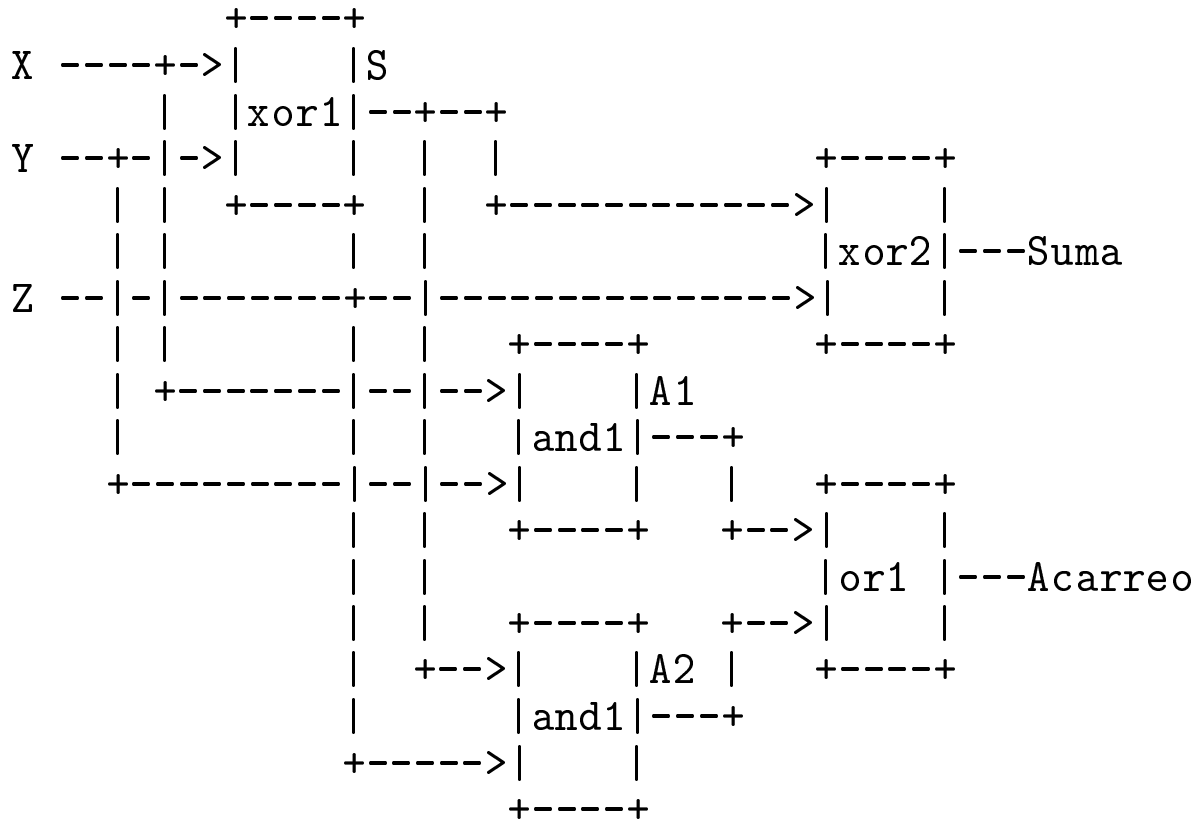 X S
xor1
Y
xor2 Suma
Z
A1
and1
or1 Acarreo
A2
and1